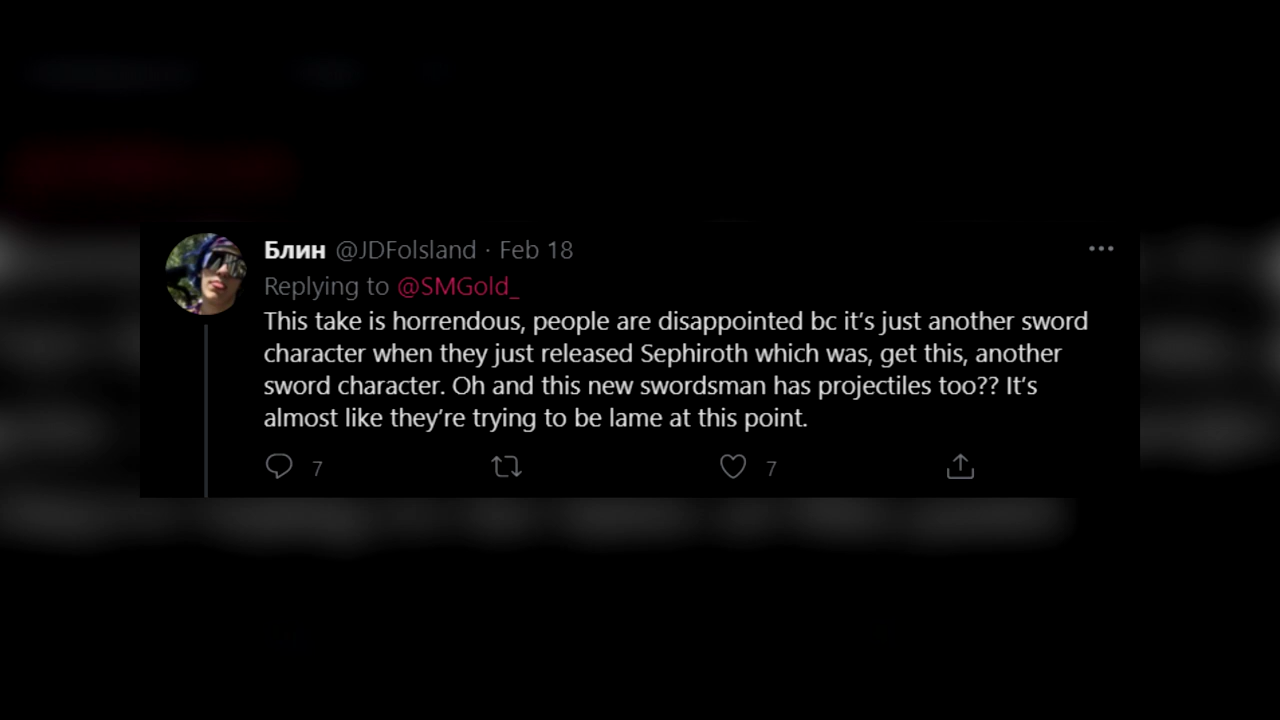 Блин @JDFolsland · Feb 18
Replying to @SMGold_
This take is horrendous, people are disappointed bc it’s just another sword
character when they just released Sephiroth which was, get this, another
sword character. Oh and this new swordsman has projectiles too?? It’s
almost like they’re trying to be lame at this point.
7 7